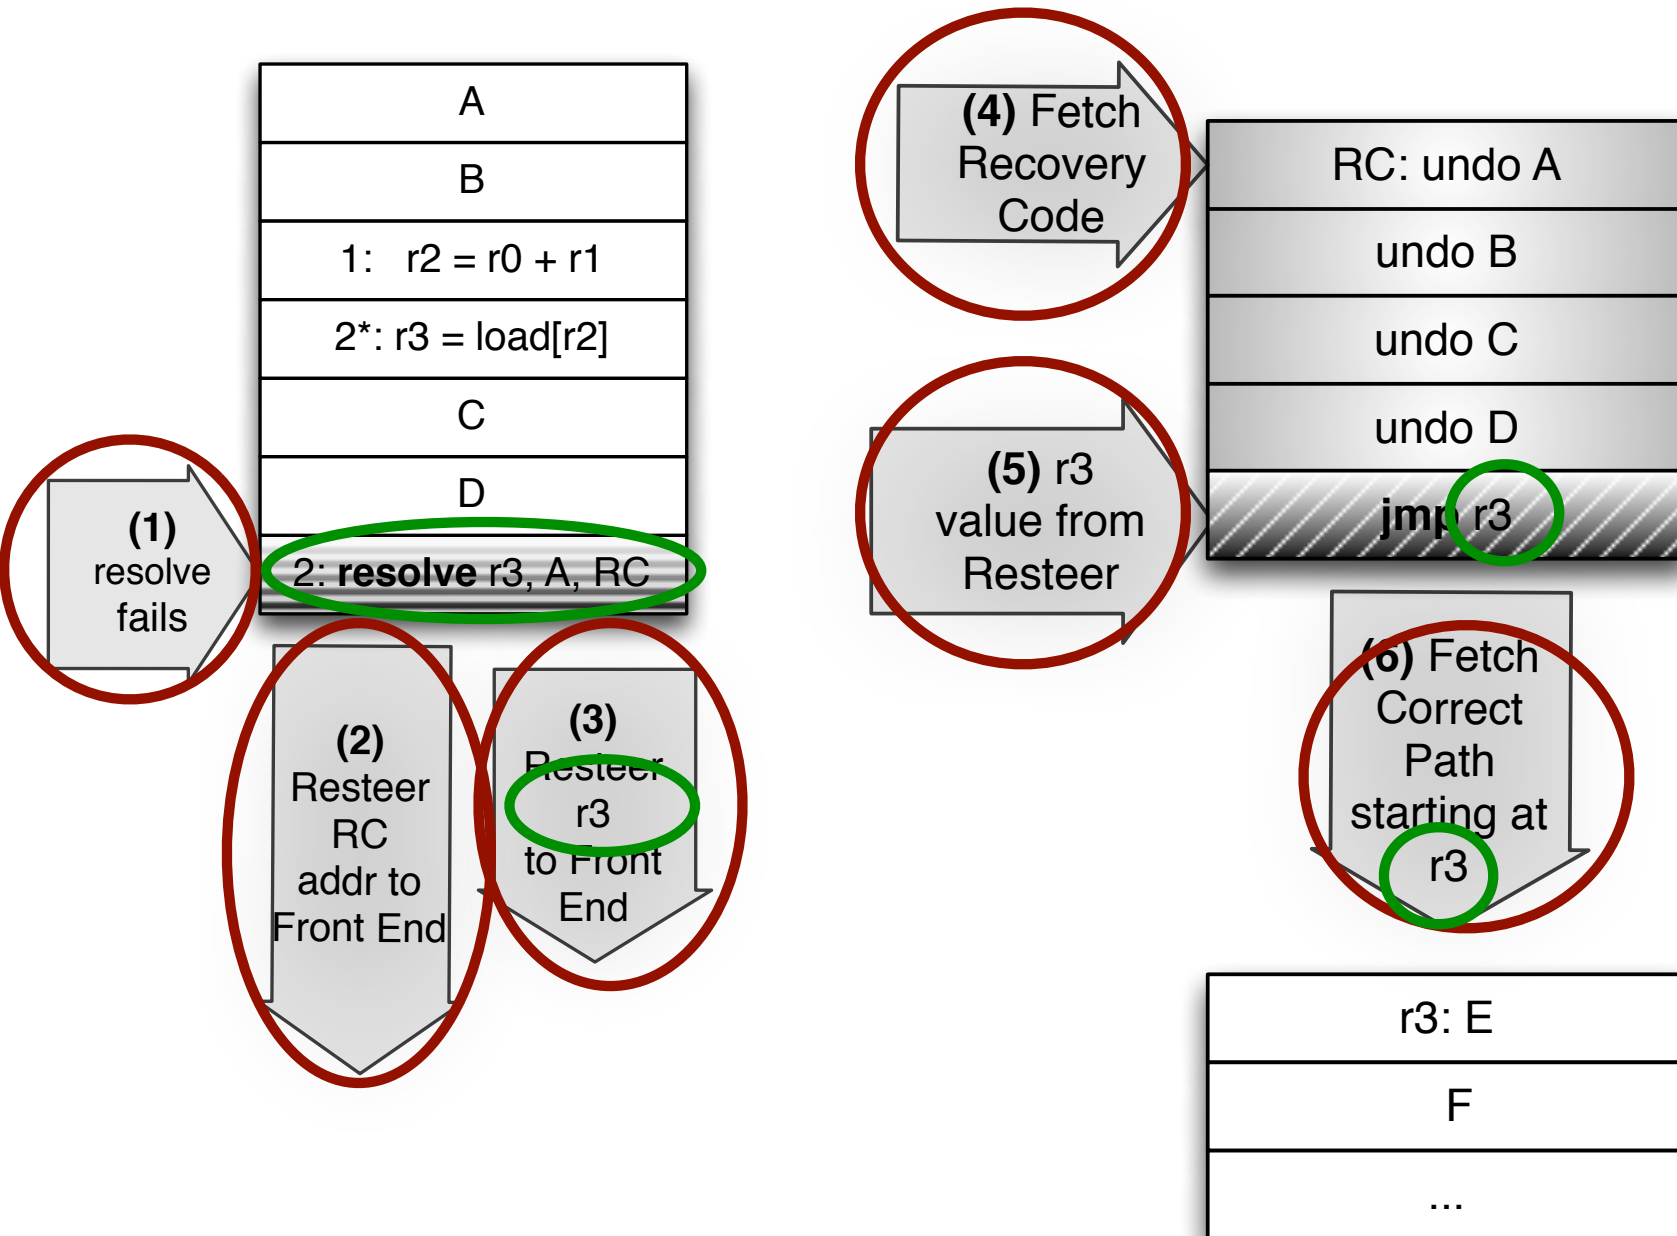 A
B
1: r2 = r0 + r1
2*: r3 = load[r2]
C
D
2: resolve r3, A, RC
(1)
resolve
fails
(2)
Resteer
RC
addr to
Front End
(3)
Resteer
r3
to Front
End
(4) Fetch
Recovery
Code
RC: undo A
undo B
undo C
undo D
jmp r3
(5) r3
value from
Resteer
(6) Fetch
Correct
Path
starting at
r3
r3: E
F
...